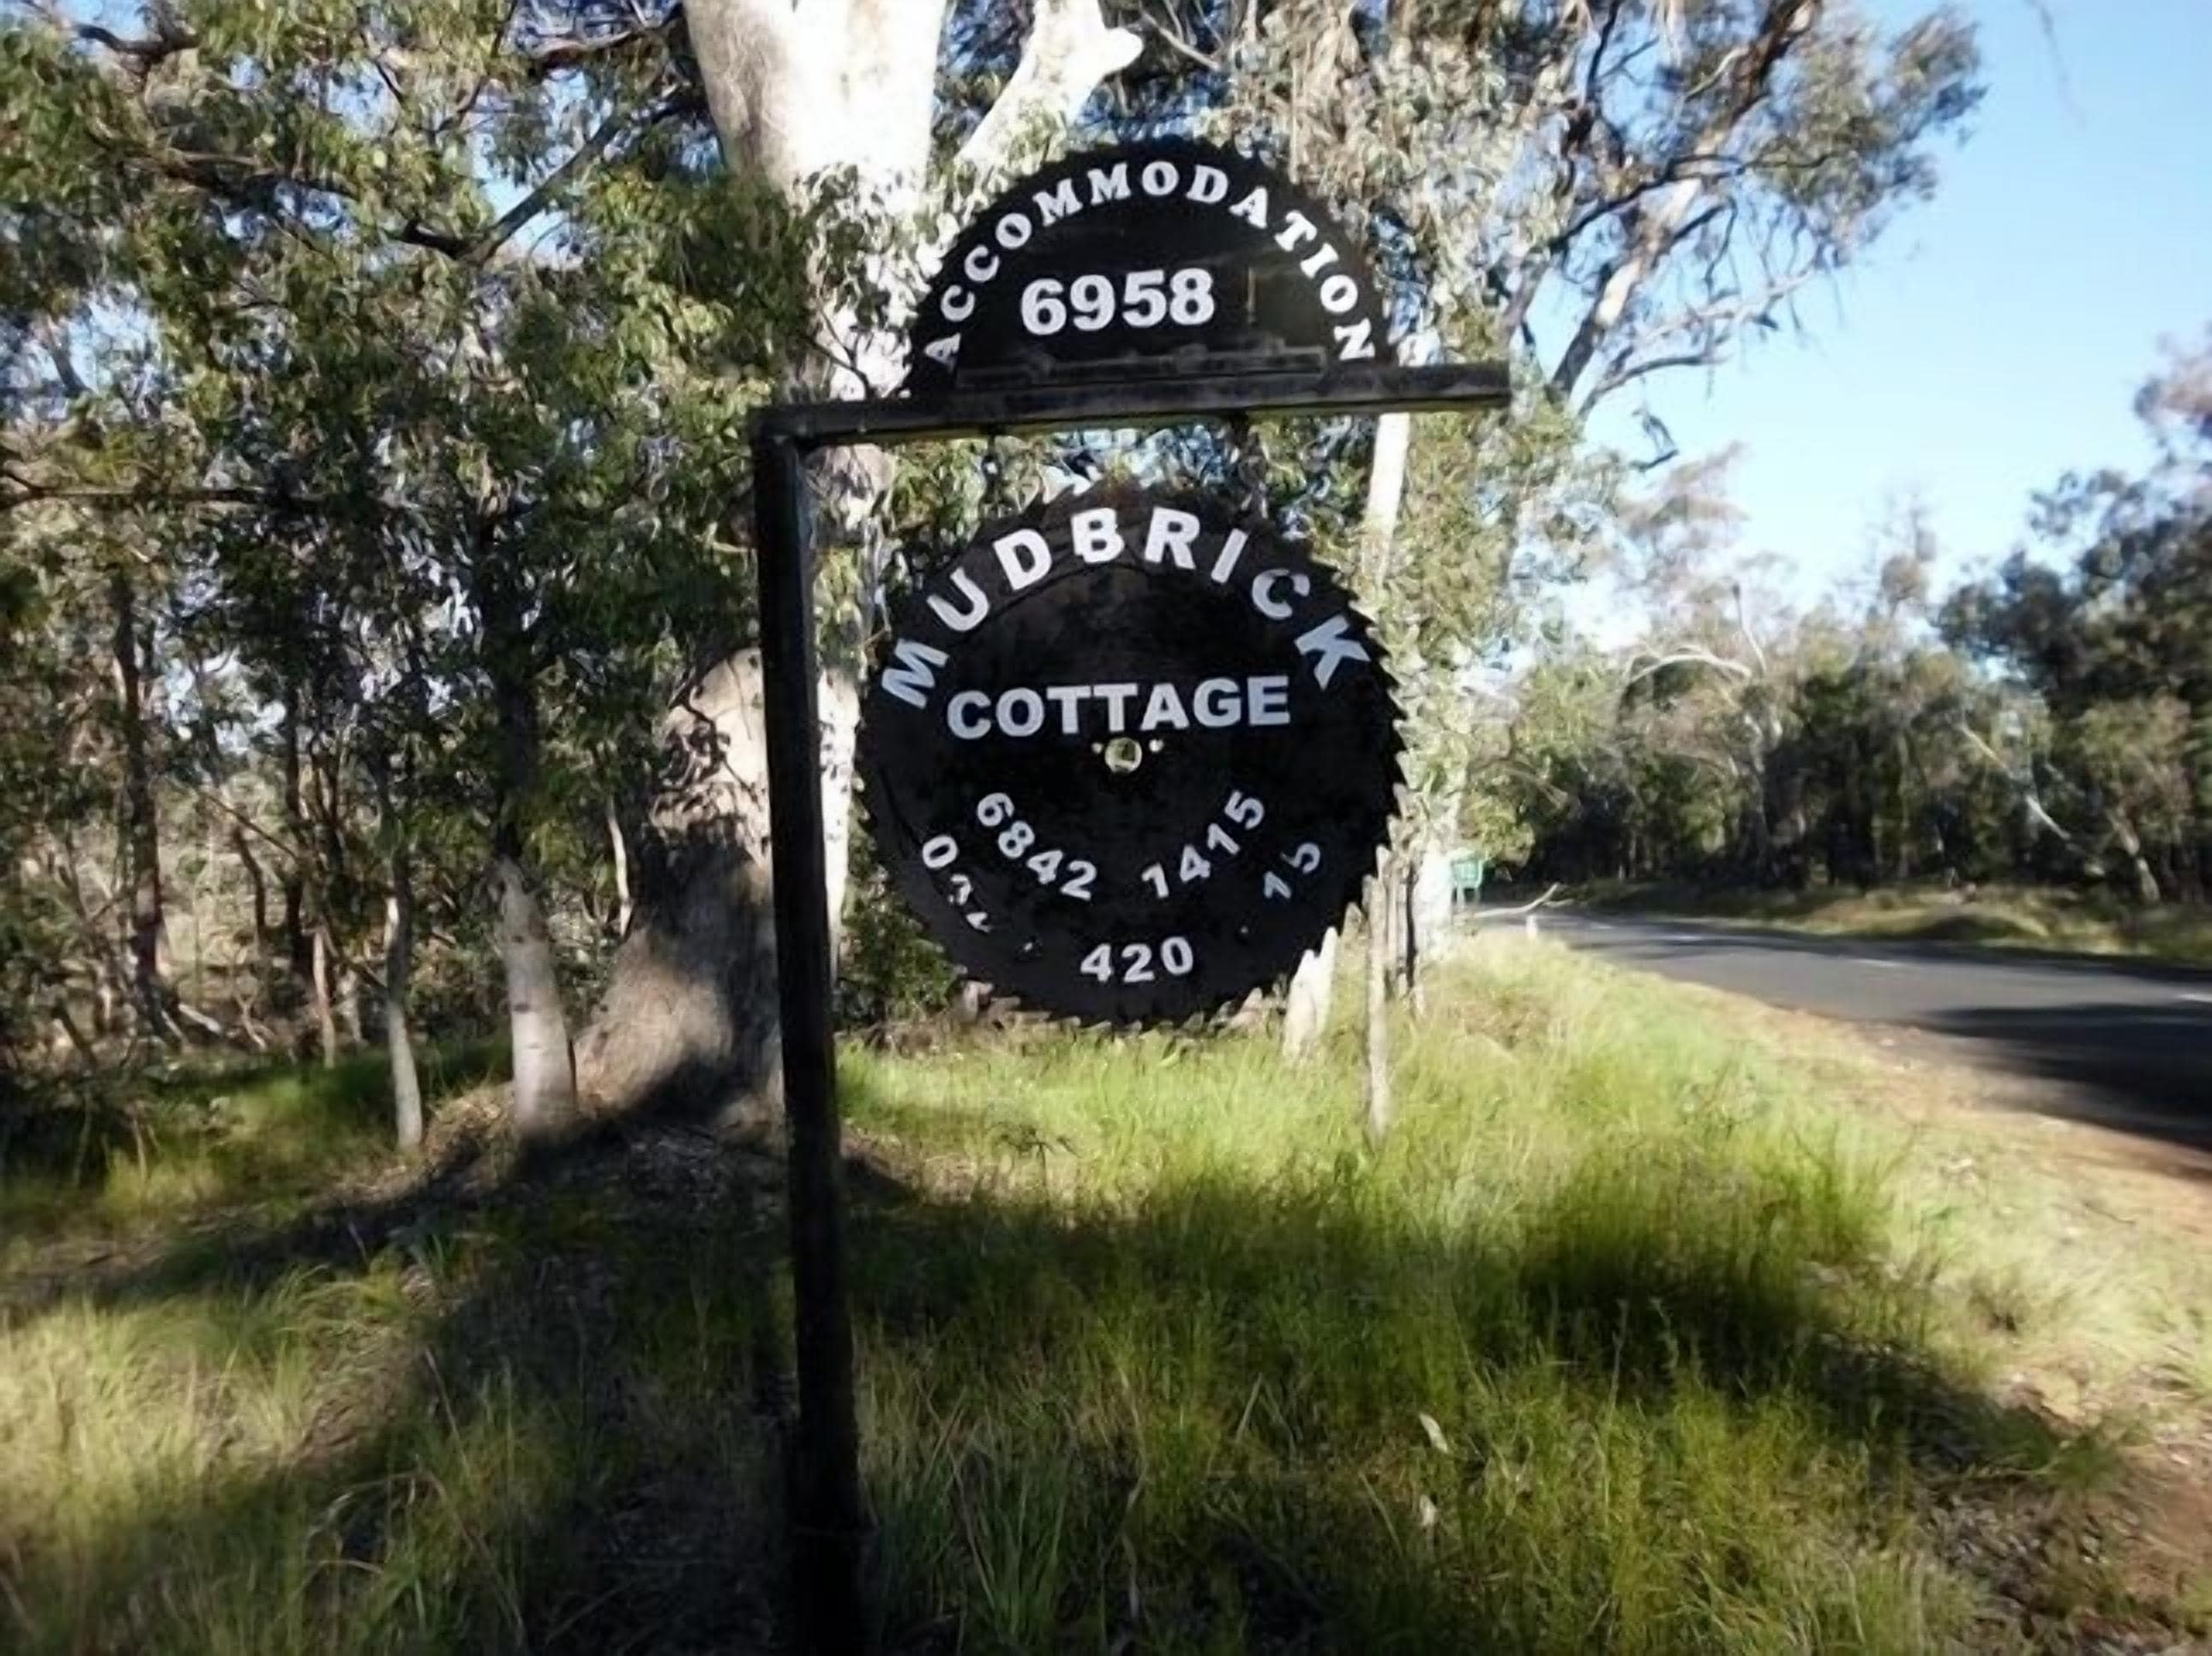 ACCOMMODATION
6958
MUDBRICK
COTTAGE
6842 1415
420